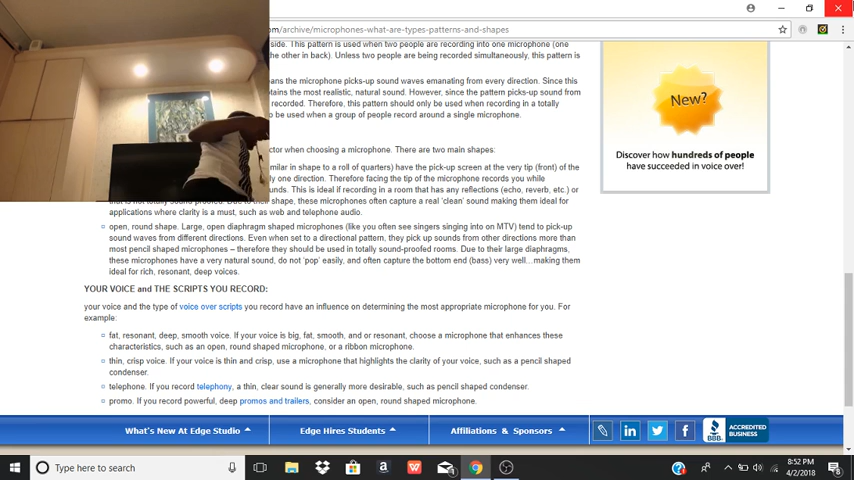 om/archive/microphones-what-are-types-patterns-and-shapes
side. This pattern is used when two people are recording into one microphone (one
the other in back). Unless two people are being recorded simultaneously, this pattern is
ans the microphone picks-up sound waves emanating from every direction. Since this
tains the most realistic, natural sound. However, since the pattern picks-up sound from
recorded. Therefore, this pattern should only be used when recording in a totally
o be used when a group of people record around a single microphone.
ctor when choosing a microphone. There are two main shapes:
milar in shape to a roll of quarters) have the pick-up screen at the very tip (front) of the
ly one direction. Therefore facing the tip of the microphone records you while
unds. This is ideal if recording in a room that has any reflections (echo, reverb, etc.) or
that is not totally sound proofed. Due to their shape, these microphones often capture a real 'clean' sound making them ideal for
applications where clarity is a must, such as web and telephone audio.
open, round shape. Large, open diaphragm shaped microphones (like you often see singers singing into on MTV) tend to pick-up
sound waves from different directions. Even when set to a directional pattern, they pick up sounds from other directions more than
most pencil shaped microphones – therefore they should be used in totally sound-proofed rooms. Due to their large diaphragms,
these microphones have a very natural sound, do not 'pop' easily, and often capture the bottom end (bass) very well...making them
ideal for rich, resonant, deep voices.
YOUR VOICE and THE SCRIPTS YOU RECORD:
your voice and the type of voice over scripts you record have an influence on determining the most appropriate microphone for you. For
example:
fat, resonant, deep, smooth voice. If your voice is big, fat, smooth, and or resonant, choose a microphone that enhances these
characteristics, such as an open, round shaped microphone, or a ribbon microphone.
thin, crisp voice. If your voice is thin and crisp, use a microphone that highlights the clarity of your voice, such as a pencil shaped
condenser.
telephone. If you record telephony, a thin, clear sound is generally more desirable, such as pencil shaped condenser.
promo. If you record powerful, deep promos and trailers, consider an open, round shaped microphone.
New?
Discover how hundreds of people
have succeeded in voice over!
What's New At Edge Studio
Edge Hires Students
Affiliations & Sponsors
in
f
BBB
ACCREDITED
BUSINESS
Type here to search
a
W
8:52 PM
4/2/2018